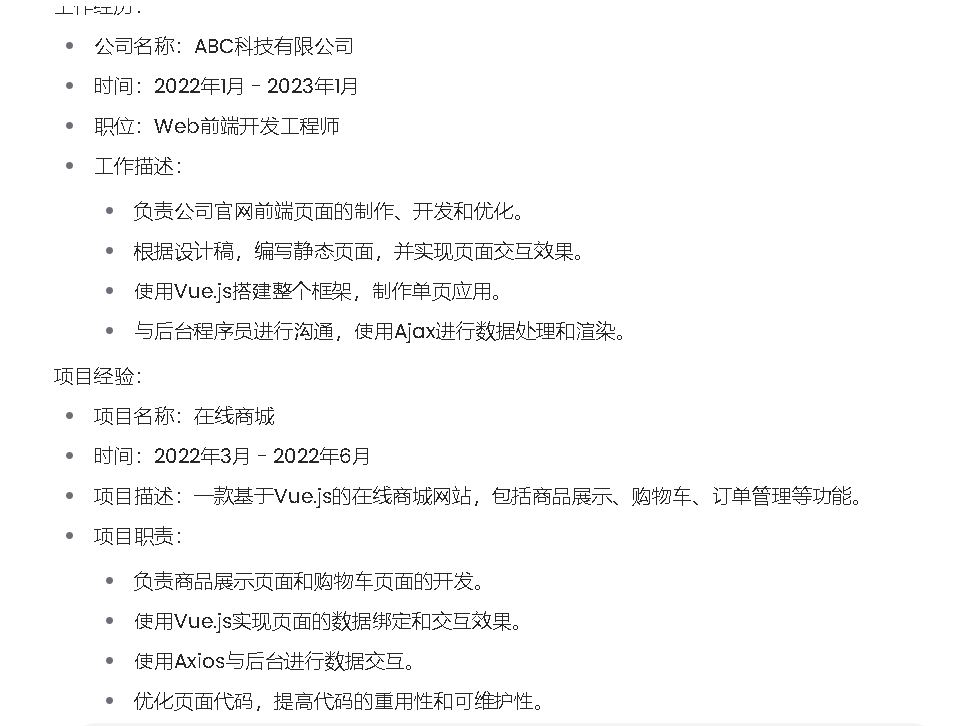 工作经历：
公司名称：ABC科技有限公司
时间：2022年1月 - 2023年1月
职位：Web前端开发工程师
工作描述：
负责公司官网前端页面的制作、开发和优化。
根据设计稿，编写静态页面，并实现页面交互效果。
使用Vue.js搭建整个框架，制作单页应用。
与后台程序员进行沟通，使用Ajax进行数据处理和渲染。
项目经验：
项目名称：在线商城
时间：2022年3月 - 2022年6月
项目描述：一款基于Vue.js的在线商城网站，包括商品展示、购物车、订单管理等功能。
项目职责：
负责商品展示页面和购物车页面的开发。
使用Vue.js实现页面的数据绑定和交互效果。
使用Axios与后台进行数据交互。
优化页面代码，提高代码的重用性和可维护性。